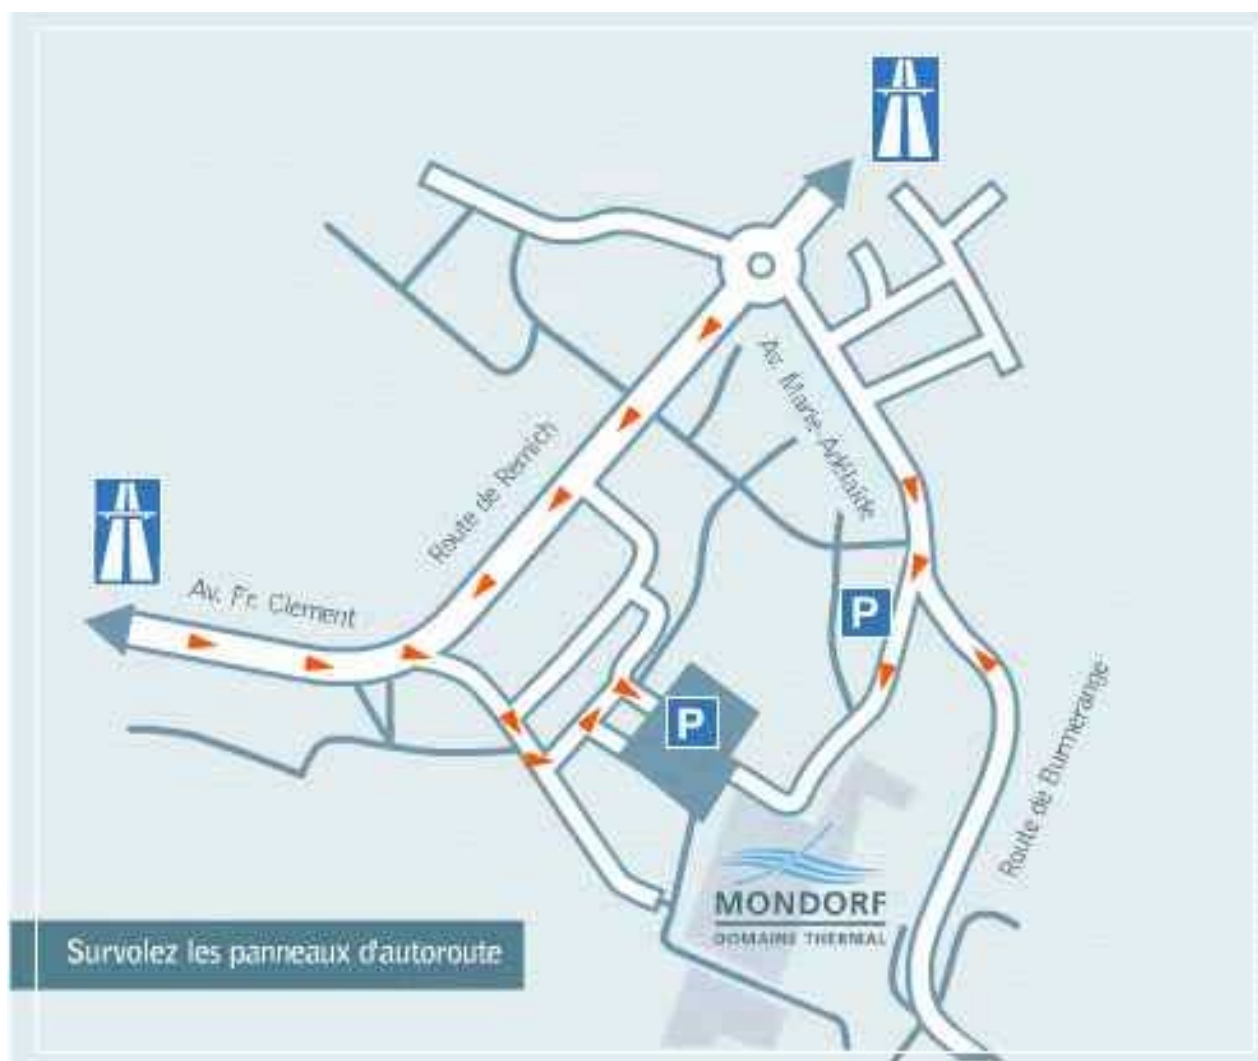 Av. Marie-Adélaïde
Route de Remich
Av. Fr. Clement
P
P
Route de Burmerange
MONDORF
DOMAINE THERMAL
Survolez les panneaux d'autoroute